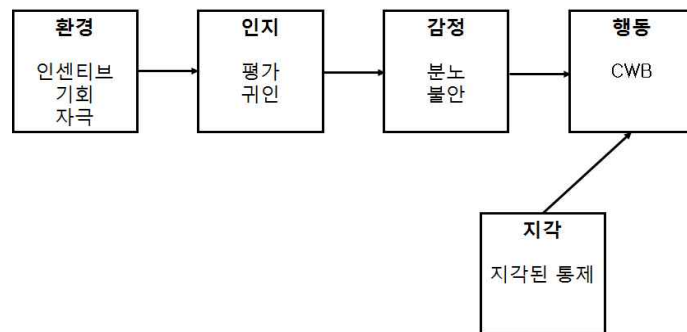 환경
인센티브
기회
자극
인지
평가
귀인
감정
분노
불안
행동
CWB
지각
지각된 통제